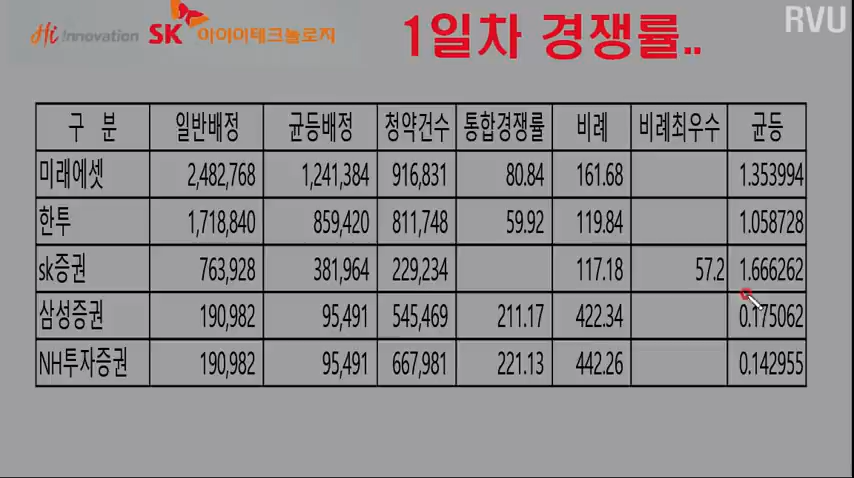 Hi Innovation SK 아이이테크놀로지
1일차 경쟁률..
RVU
구 분 일반배정 균등배정 청약건수 통합경쟁률 비례 비례최우수 균등
미래에셋 2,482,768 1,241,384 916,831 80.84 161.68 1.353994
한투 1,718,840 859,420 811,748 59.92 119.84 1.058728
sk증권 763,928 381,964 229,234 117.18 57.2 1.666262
삼성증권 190,982 95,491 545,469 211.17 422.34 0.175062
NH투자증권 190,982 95,491 667,981 221.13 442.26 0.142955